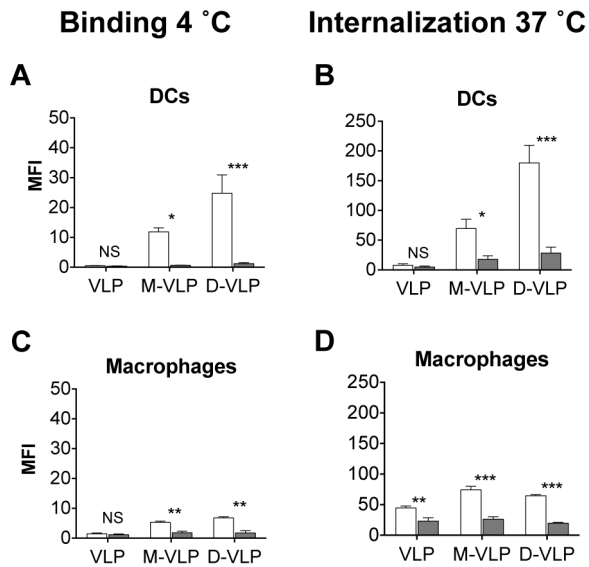 Binding 4 ˚C Internalization 37 ˚C
A B
DCs DCs
MFI
50
40
30
20
10
0
NS * ***
VLP M-VLP D-VLP
250
200
150
100
50
0
NS * ***
VLP M-VLP D-VLP
C D
Macrophages Macrophages
MFI
50
40
30
20
10
0
NS ** **
VLP M-VLP D-VLP
250
200
150
100
50
0
** *** ***
VLP M-VLP D-VLP